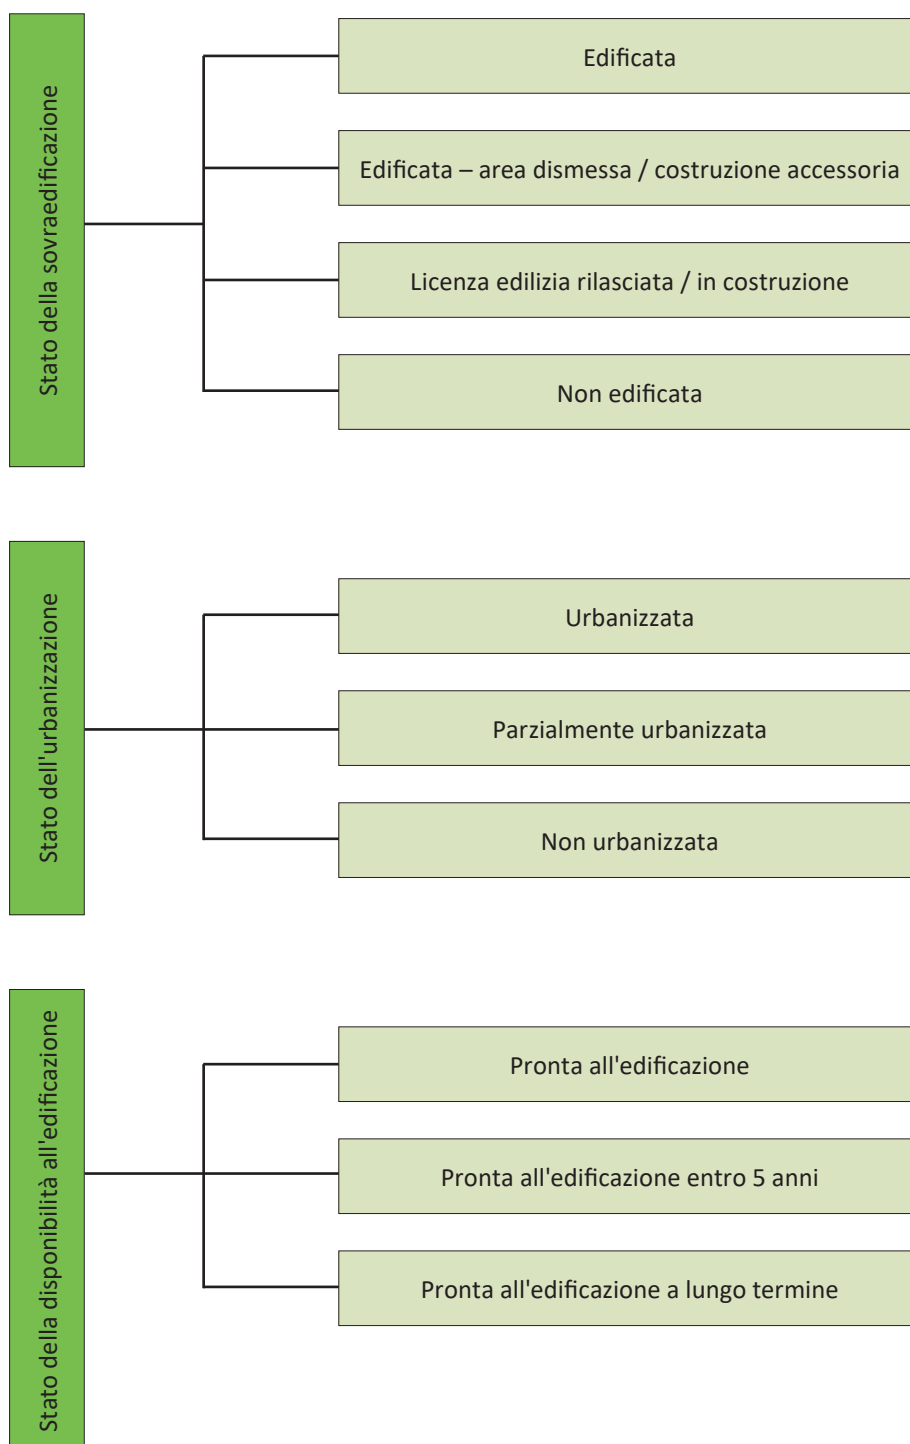 Stato della sovraedificazione
Edificata
Edificata – area dismessa / costruzione accessoria
Licenza edilizia rilasciata / in costruzione
Non edificata
Stato dell'urbanizzazione
Urbanizzata
Parzialmente urbanizzata
Non urbanizzata
Stato della disponibilità all'edificazione
Pronta all'edificazione
Pronta all'edificazione entro 5 anni
Pronta all'edificazione a lungo termine